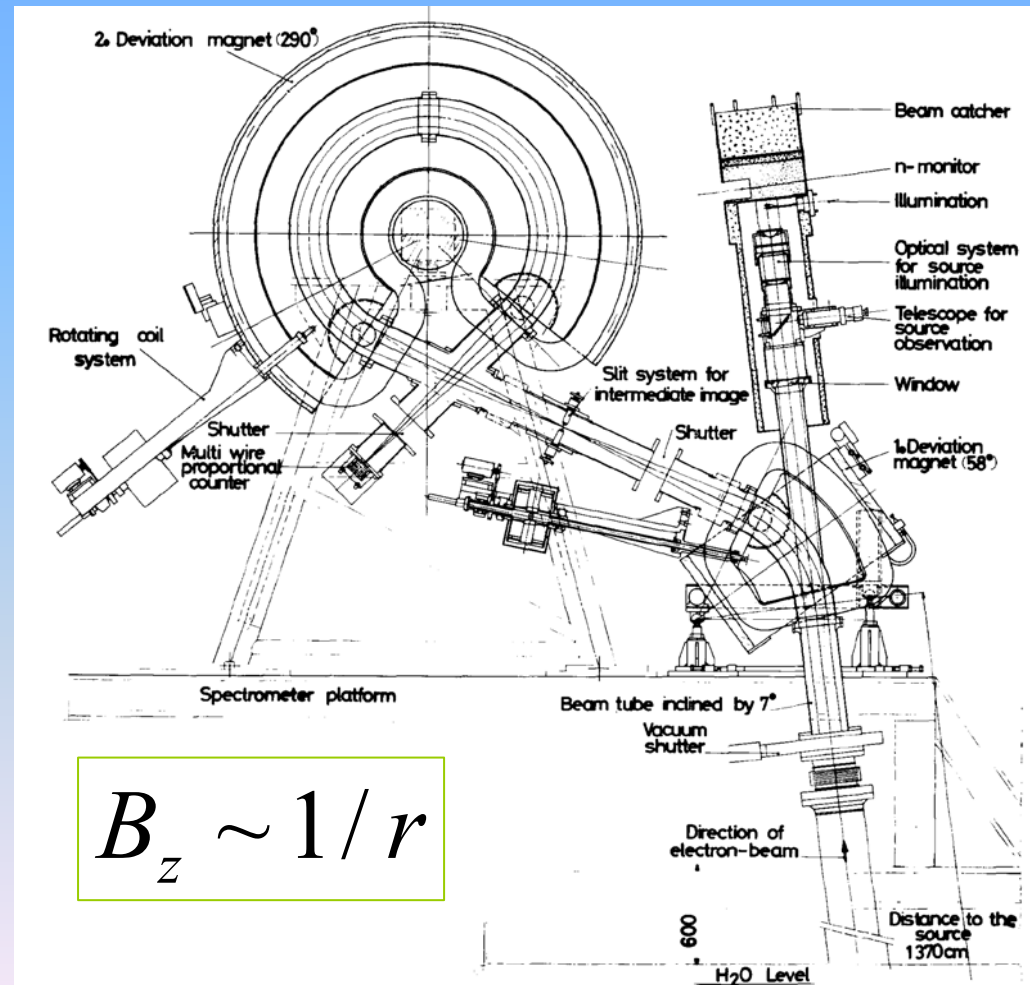 2. Deviation magnet (290°)
Beam catcher
n-monitor
Illumination
Optical system
for source
illumination
Telescope for
source
observation
Window
Rotating coil
system
Slit system for
intermediate image
Shutter
Shutter
Multi wire
proportional
counter
1. Deviation
magnet (58°)
Spectrometer platform
Beam tube inclined by 7°
Vacuum
shutter
B_z ~ 1/r
Direction of
electron-beam
600
Distance to the
source
1370cm
H₂O Level